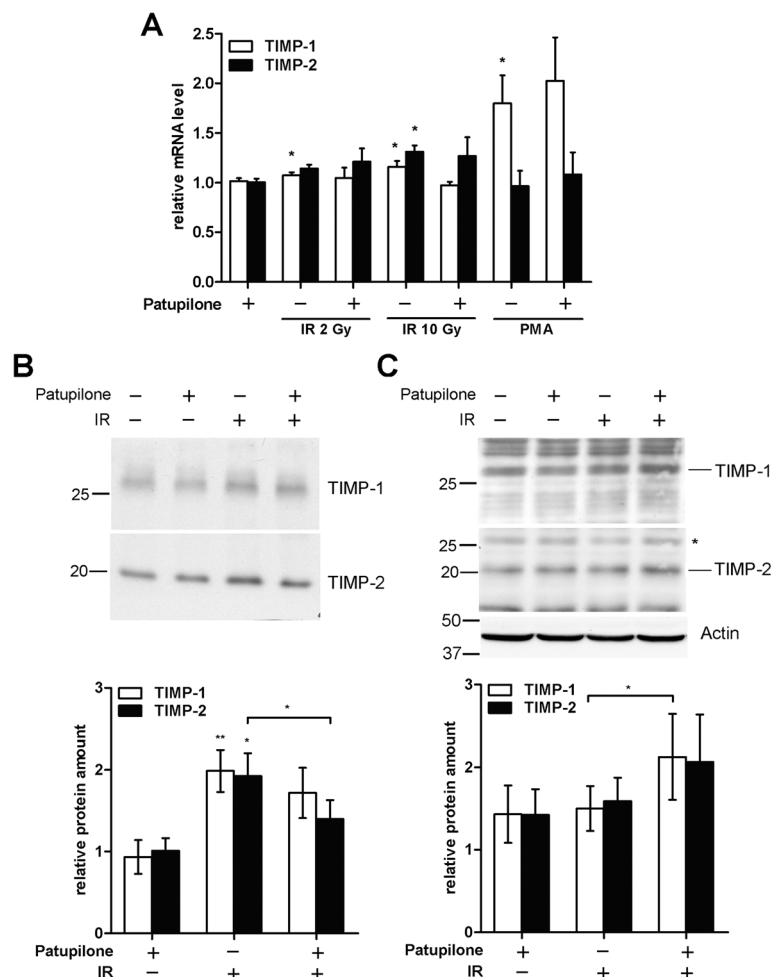 A
TIMP-1
TIMP-2
relative mRNA level
2.5
2.0
1.5
1.0
0.5
0.0
* * * *
Patupilone + − + − + − +
IR 2 Gy IR 10 Gy PMA
B
Patupilone − + − +
IR − − + +
25
TIMP-1
20
TIMP-2
TIMP-1
TIMP-2
relative protein amount
3
2
1
0
** * *
Patupilone + − +
IR − + +
C
Patupilone − + − +
IR − − + +
25
TIMP-1
25
*
20
TIMP-2
50
Actin
37
TIMP-1
TIMP-2
relative protein amount
3
2
1
0
*
Patupilone + − +
IR − + +